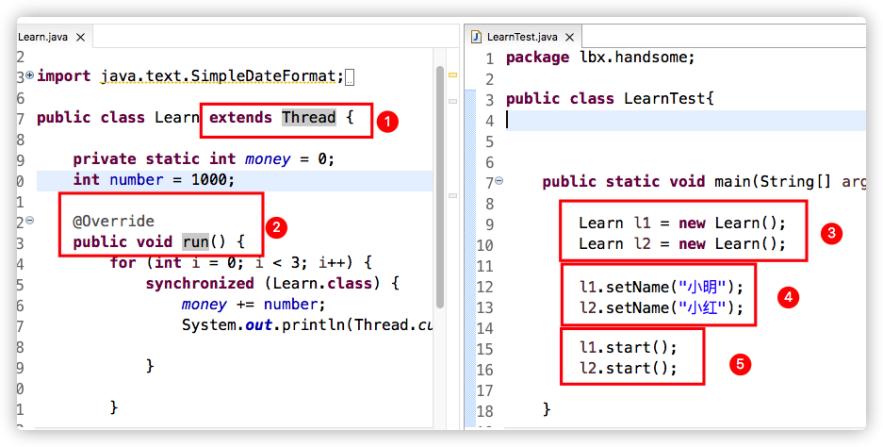 Learn.java
2
3 import java.text.SimpleDateFormat;
6
7 public class Learn extends Thread { 1
8
9 private static int money = 0;
0 int number = 1000;
1
2 @Override 2
3 public void run() {
4 for (int i = 0; i < 3; i++) {
5 synchronized (Learn.class) {
6 money += number;
7 System.out.println(Thread.cu
8
9 }
0
1 }
LearnTest.java
1 package lbx.handsome;
2
3 public class LearnTest{
4
5
6
7 public static void main(String[] arg
8
9 Learn l1 = new Learn(); 3
10 Learn l2 = new Learn();
11
12 l1.setName("小明"); 4
13 l2.setName("小红");
14
15 l1.start();
16 l2.start(); 5
17
18 }